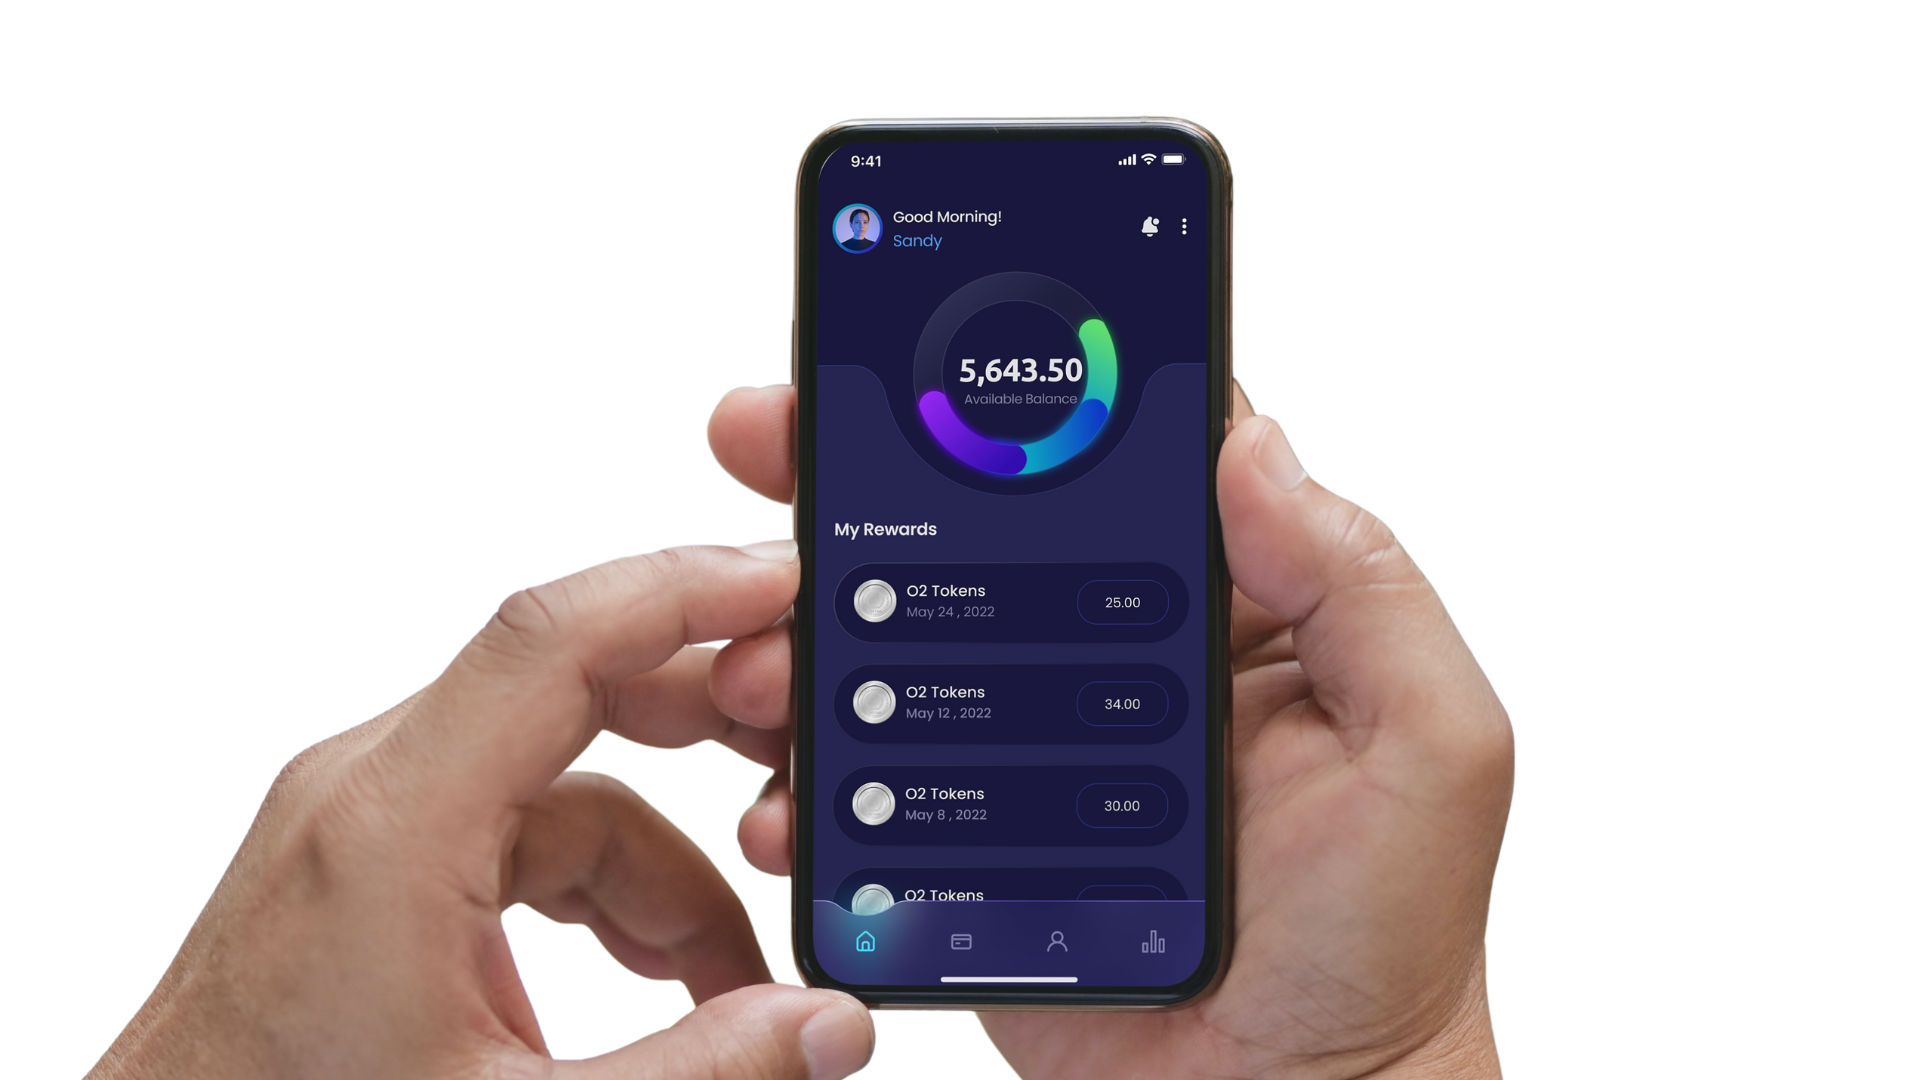 9:41
Good Morning!
Sandy
5,643.50
Available Balance
My Rewards
O2 Tokens
May 24 , 2022
25.00
O2 Tokens
May 12 , 2022
34.00
O2 Tokens
May 8 , 2022
30.00
O2 Tokens